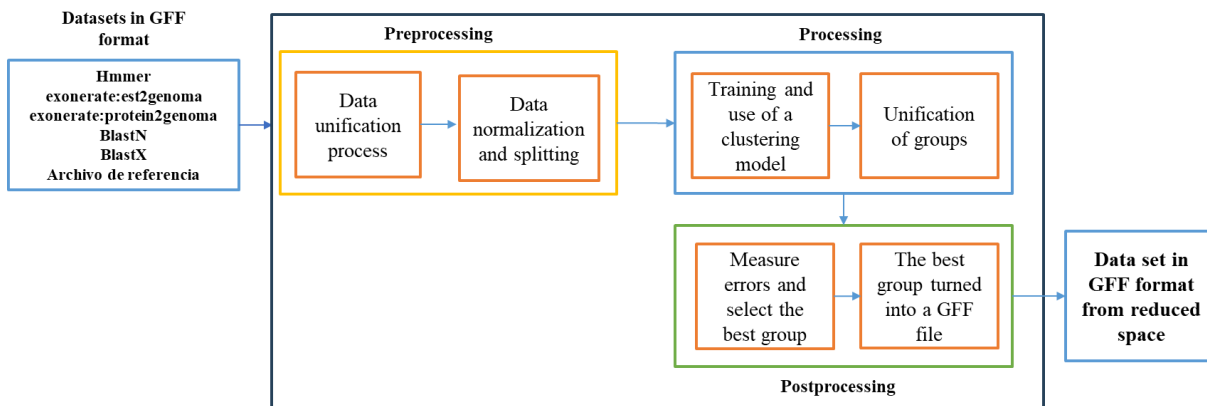 Datasets in GFF
format
Hmmer
exonerate:est2genoma
exonerate:protein2genoma
BlastN
BlastX
Archivo de referencia
Preprocessing
Data
unification
process
Data
normalization
and splitting
Processing
Training and
use of a
clustering
model
Unification
of groups
Measure
errors and
select the
best group
The best
group turned
into a GFF
file
Postprocessing
Data set in
GFF format
from reduced
space